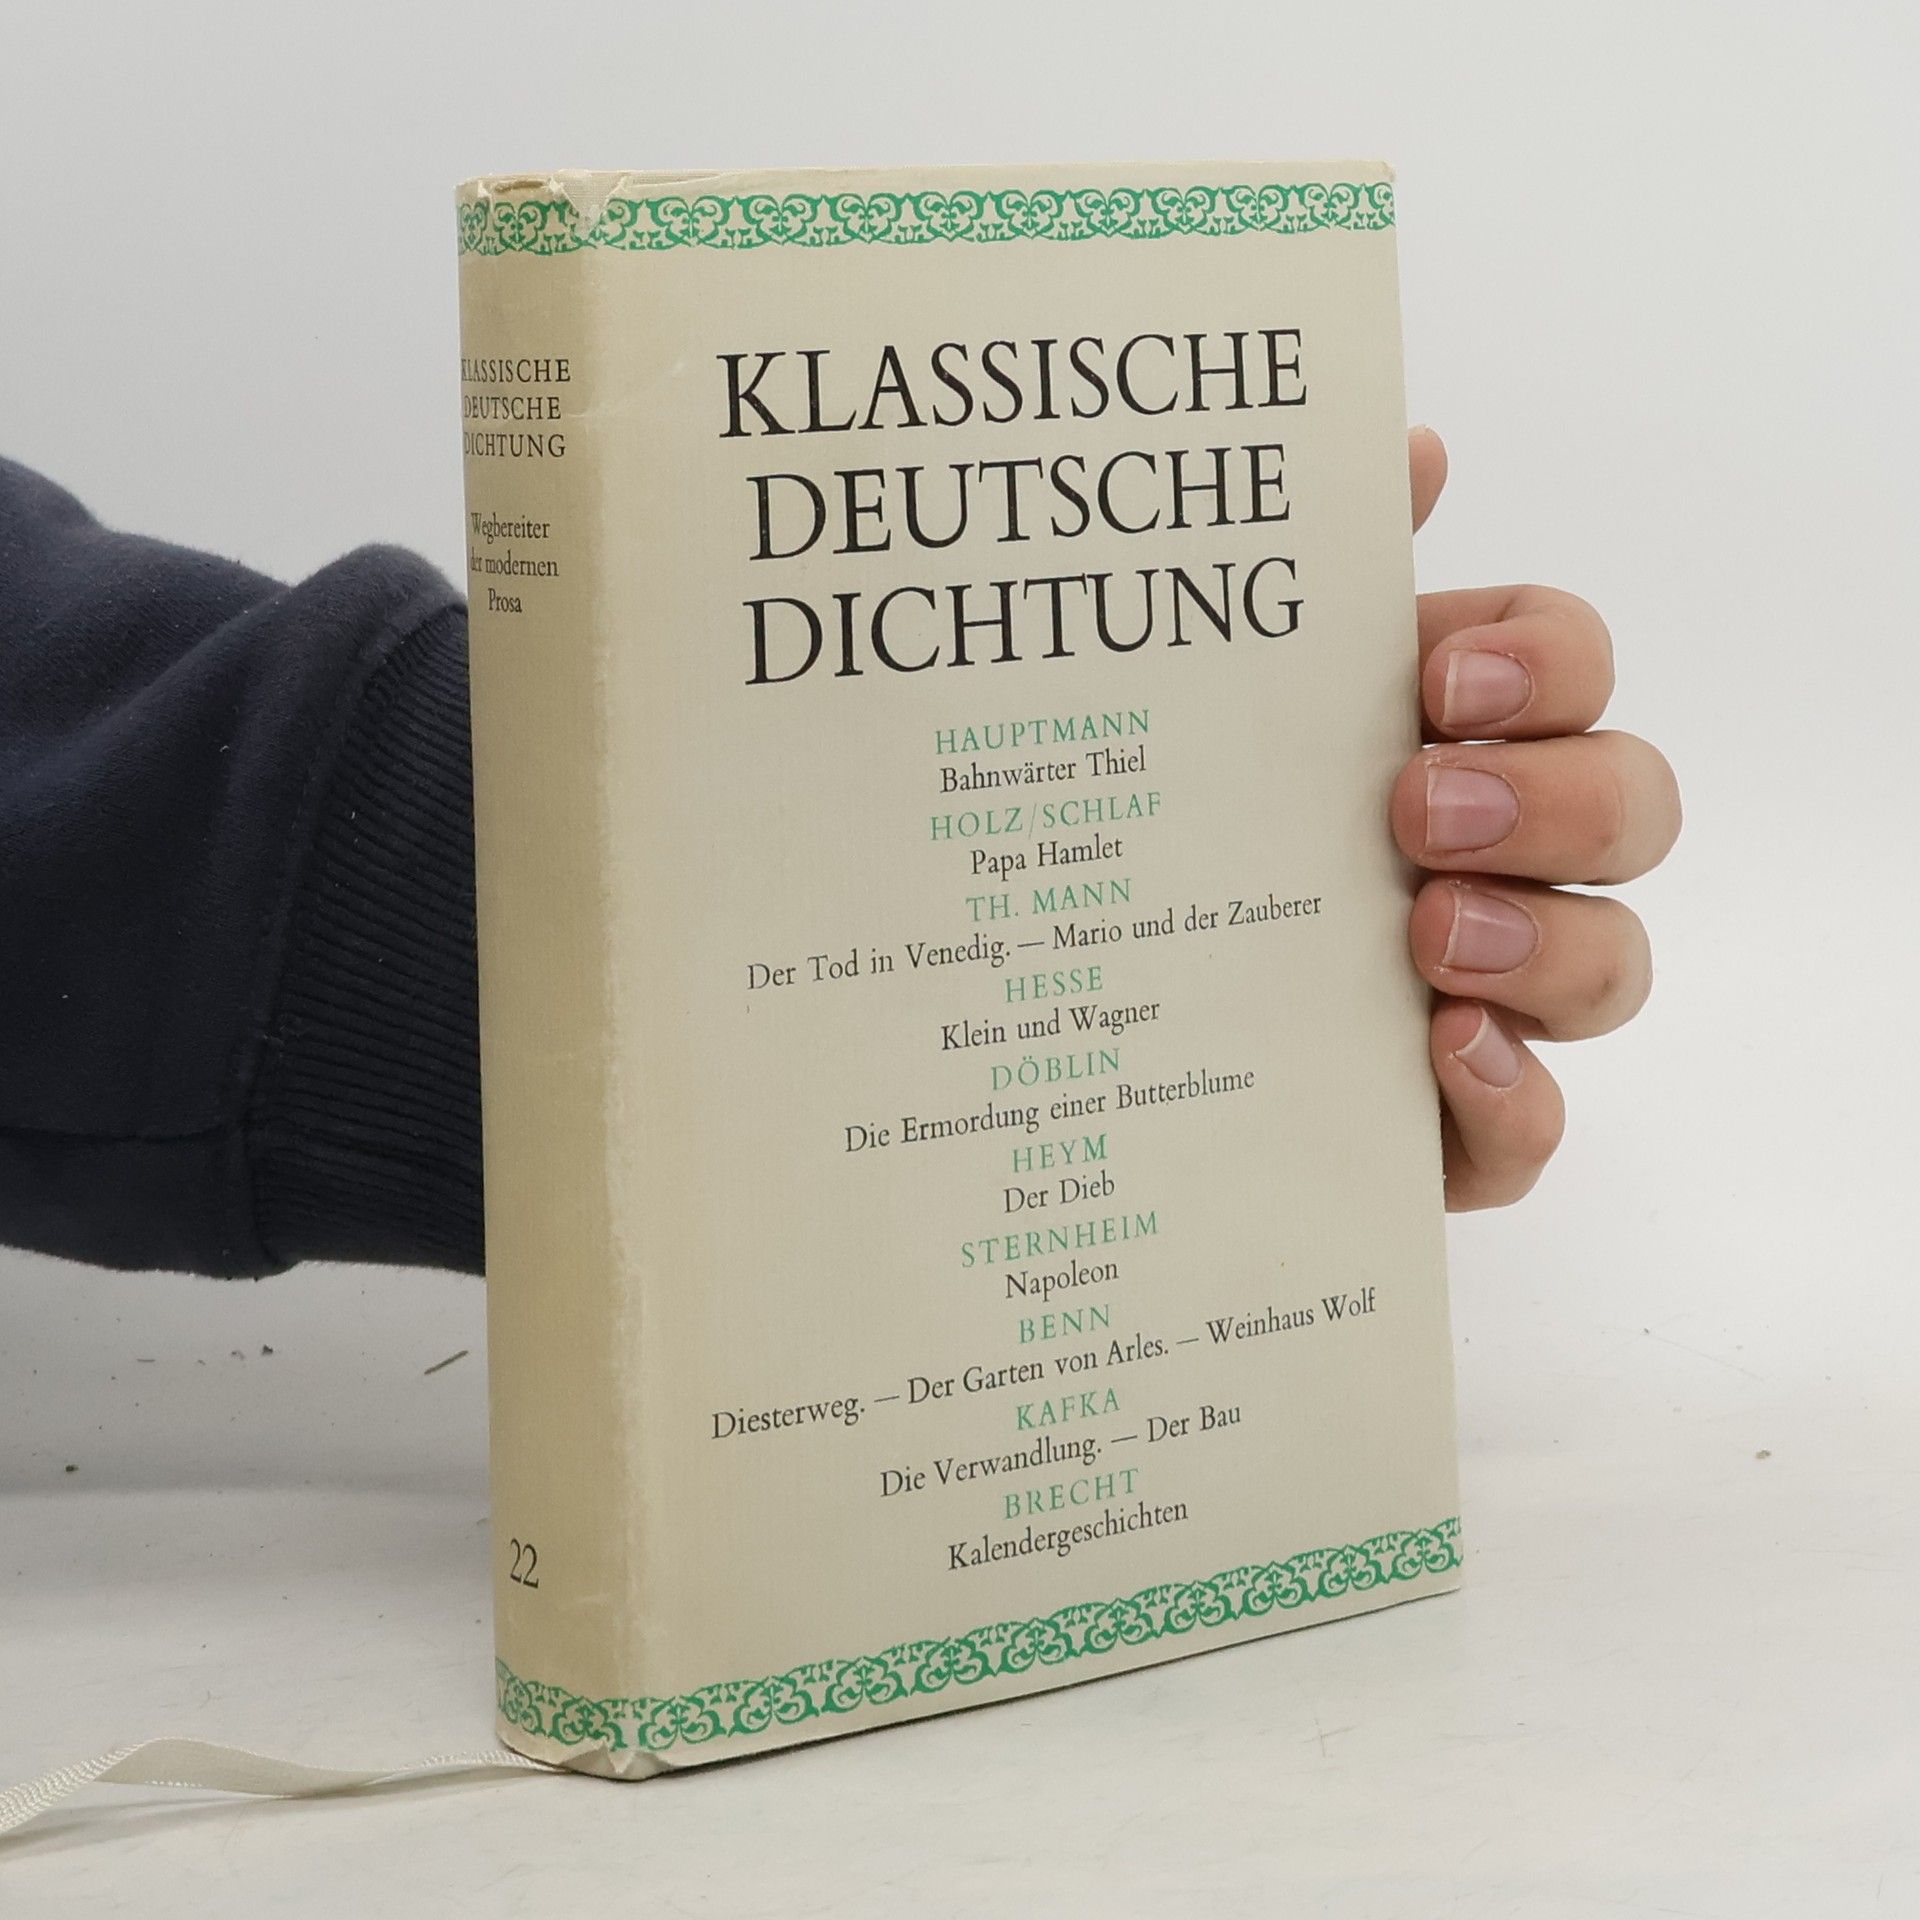 KLASSISCHE
DEUTSCHE
DICHTUNG
Wegbereiter
der modernen
Prosa
22
KLASSISCHE
DEUTSCHE
DICHTUNG
HAUPTMANN
Bahnwärter Thiel
HOLZ/SCHLAF
Papa Hamlet
TH. MANN
Der Tod in Venedig. — Mario und der Zauberer
HESSE
Klein und Wagner
DÖBLIN
Die Ermordung einer Butterblume
HEYM
Der Dieb
STERNHEIM
Napoleon
BENN
Diesterweg. — Der Garten von Arles. — Weinhaus Wolf
KAFKA
Die Verwandlung. — Der Bau
BRECHT
Kalendergeschichten